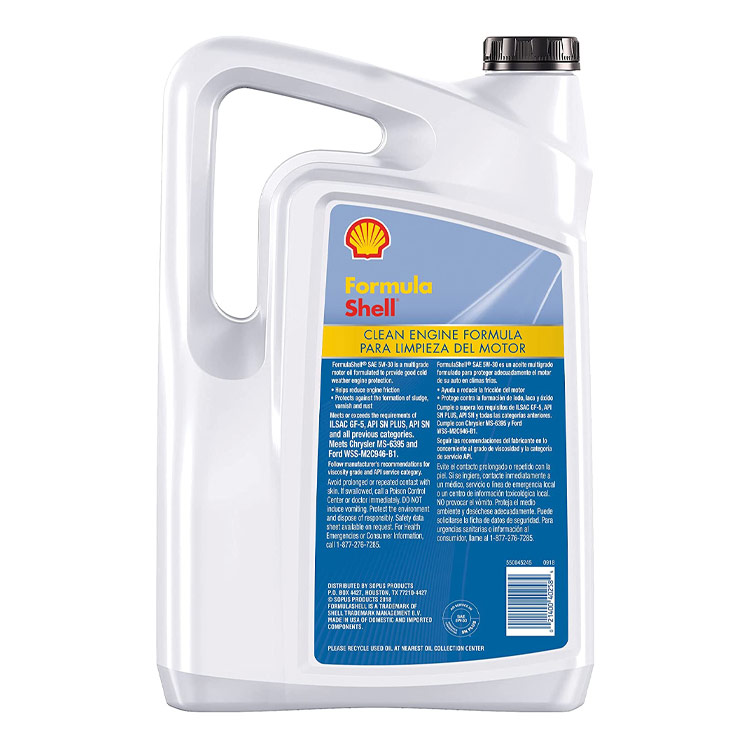 Formula
Shell®
CLEAN ENGINE FORMULA
PARA LIMPIEZA DEL MOTOR
FormulaShell® SAE 5W-30 is a multigrade
motor oil formulated to provide good cold
weather engine protection.
• Helps reduce engine friction
• Protects against the formation of sludge,
varnish and rust
Meets or exceeds the requirements of
ILSAC GF-5, API SN PLUS, API SN
and all previous categories.
Meets Chrysler MS-6395 and
Ford WSS-M2C946-B1.
Follow manufacturer's recommendations for
viscosity grade and API service category.
Avoid prolonged or repeated contact with
skin. If swallowed, call a Poison Control
Center or doctor immediately. DO NOT
induce vomiting. Protect the environment
and dispose of responsibly. Safety data
sheet available on request. For Health
Emergencies or Consumer Information,
call 1-877-276-7285.
FormulaShell® SAE 5W-30 es un aceite multigrado
formulado para proteger adecuadamente el motor
de su auto en climas fríos.
• Ayuda a reducir la fricción del motor
• Protege contra la formación de lodo, laca y óxido
Cumple o supera los requisitos de ILSAC GF-5, API
SN PLUS, API SN y todas las categorías anteriores.
Cumple con Chrysler MS-6395 y Ford
WSS-M2C946-B1.
Seguir las recomendaciones del fabricante en lo
concerniente al grado de viscosidad y la categoría
de servicio API.
Evite el contacto prolongado o repetido con la
piel. Si se ingiere, contacte inmediatamente a
un médico, servicio o línea de emergencia local
o un centro de información toxicológica local.
NO provocar el vómito. Proteja el medio
ambiente y deséchese adecuadamente. Puede
solicitarse la ficha de datos de seguridad. Para
urgencias sanitarias o información al
consumidor, llame al 1-877-276-7285.
550045245 0918
DISTRIBUTED BY SOPUS PRODUCTS
P.O. BOX 4427, HOUSTON, TX 77210-4427
© SOPUS PRODUCTS 2018
FORMULASHELL IS A TRADEMARK OF
SHELL TRADEMARK MANAGEMENT B.V.
MADE IN USA OF DOMESTIC AND IMPORTED
COMPONENTS.
API SERVICE SN
SAE
5W-30
SN PLUS
0 21400 40258 4
PLEASE RECYCLE USED OIL AT NEAREST OIL COLLECTION CENTER